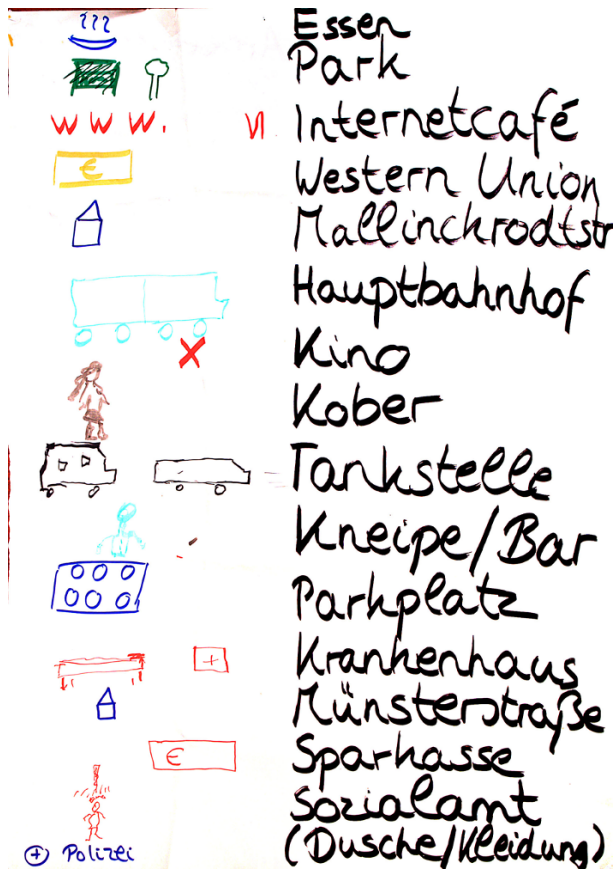 Essen
Park
WWW. Internetcafé
€ Western Union
Mallinckrodtstr
Hauptbahnhof
Kino
Kober
Tankstelle
Kneipe/Bar
Parkplatz
Krankenhaus
Münsterstraße
€ Sparkasse
Sozialamt
(+) Polizei (Dusche/Kleidung)